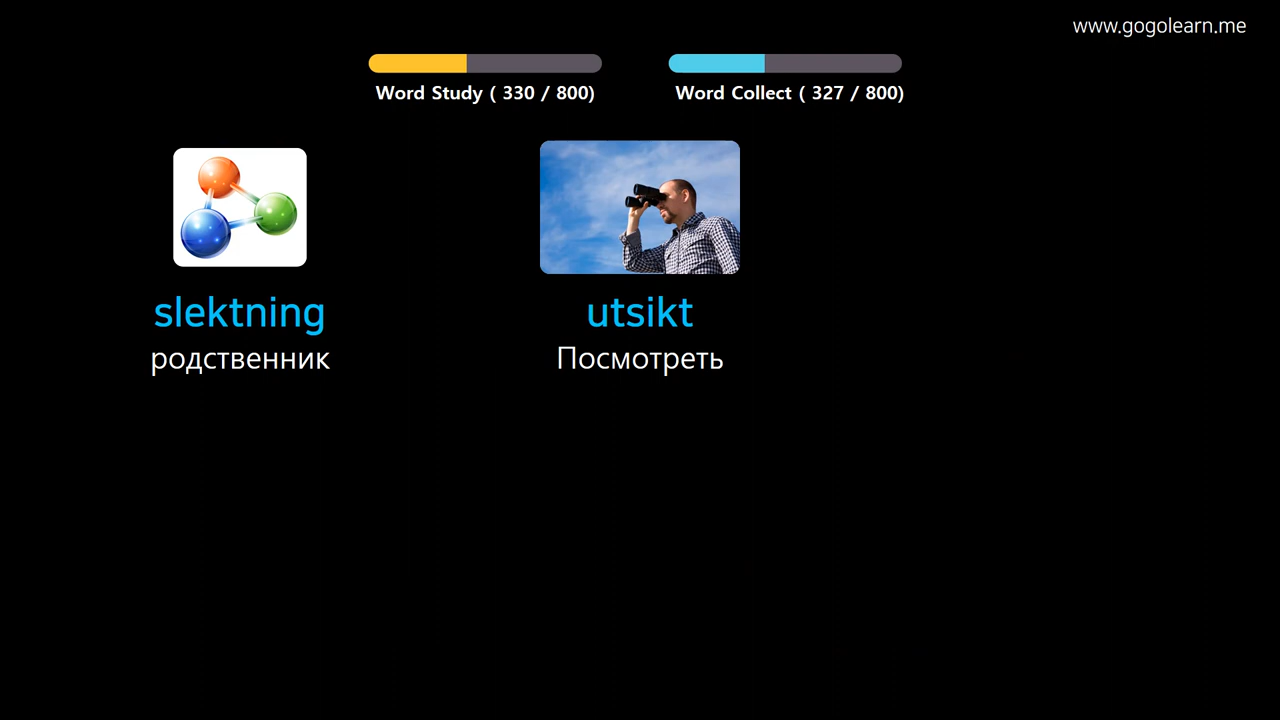 www.gogolearn.me
Word Study ( 330 / 800)
Word Collect ( 327 / 800)
slektning
родственник
utsikt
Посмотреть